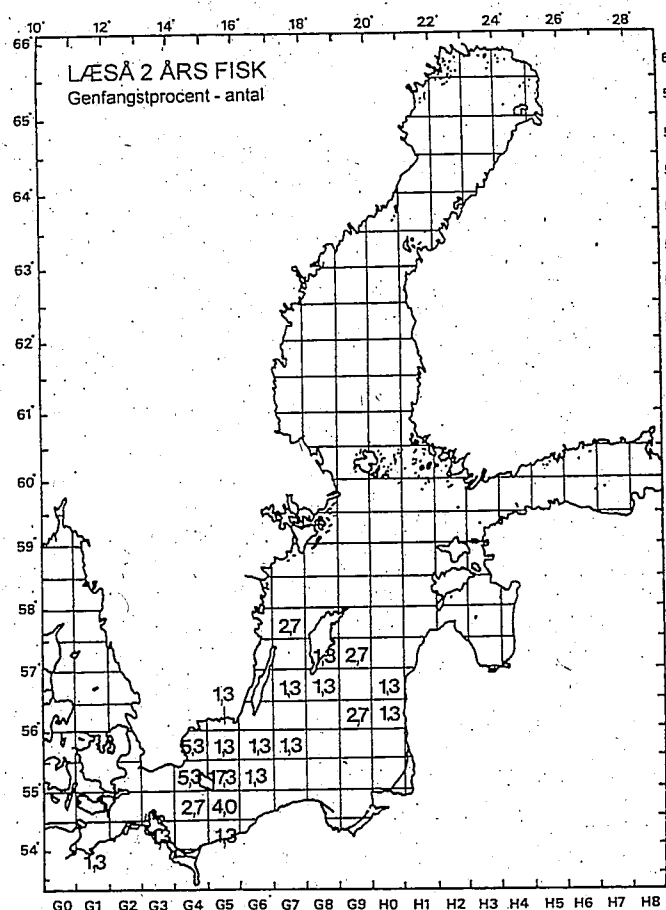 10° 12° 14° 16° 18° 20° 22° 24° 26° 28°
66°
LÆSÅ 2 ÅRS FISK
Genfangstprocent - antal
65°
64°
63°
62°
61°
60°
59°
58°
2,7
1,3 2,7
57°
1,3 1,3 1,3 1,3
2,7 1,3
56°
5,3 1,3 1,3 1,3
5,3 17,3 1,3
55°
2,7 4,0
1,3 1,3
54°
1,3
G0 G1 G2 G3 G4 G5 G6 G7 G8 G9 H0 H1 H2 H3 H4 H5 H6 H7 H8